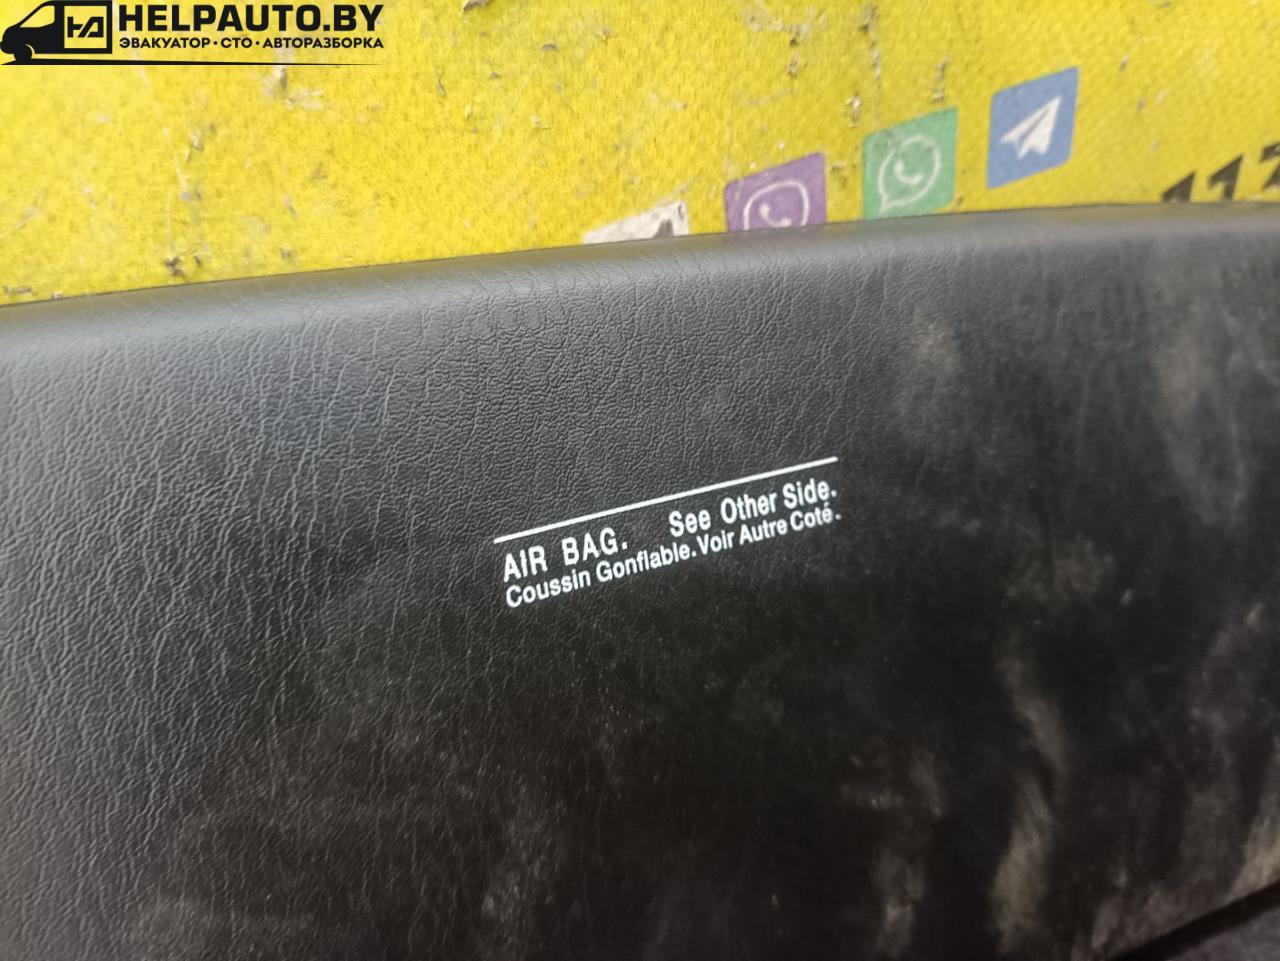 HELPAUTO.BY
ЭВАКУАТОР·СТО·АВТОРАЗБОРКА
AIR BAG. See Other Side.
Coussin Gonflable. Voir Autre Coté.